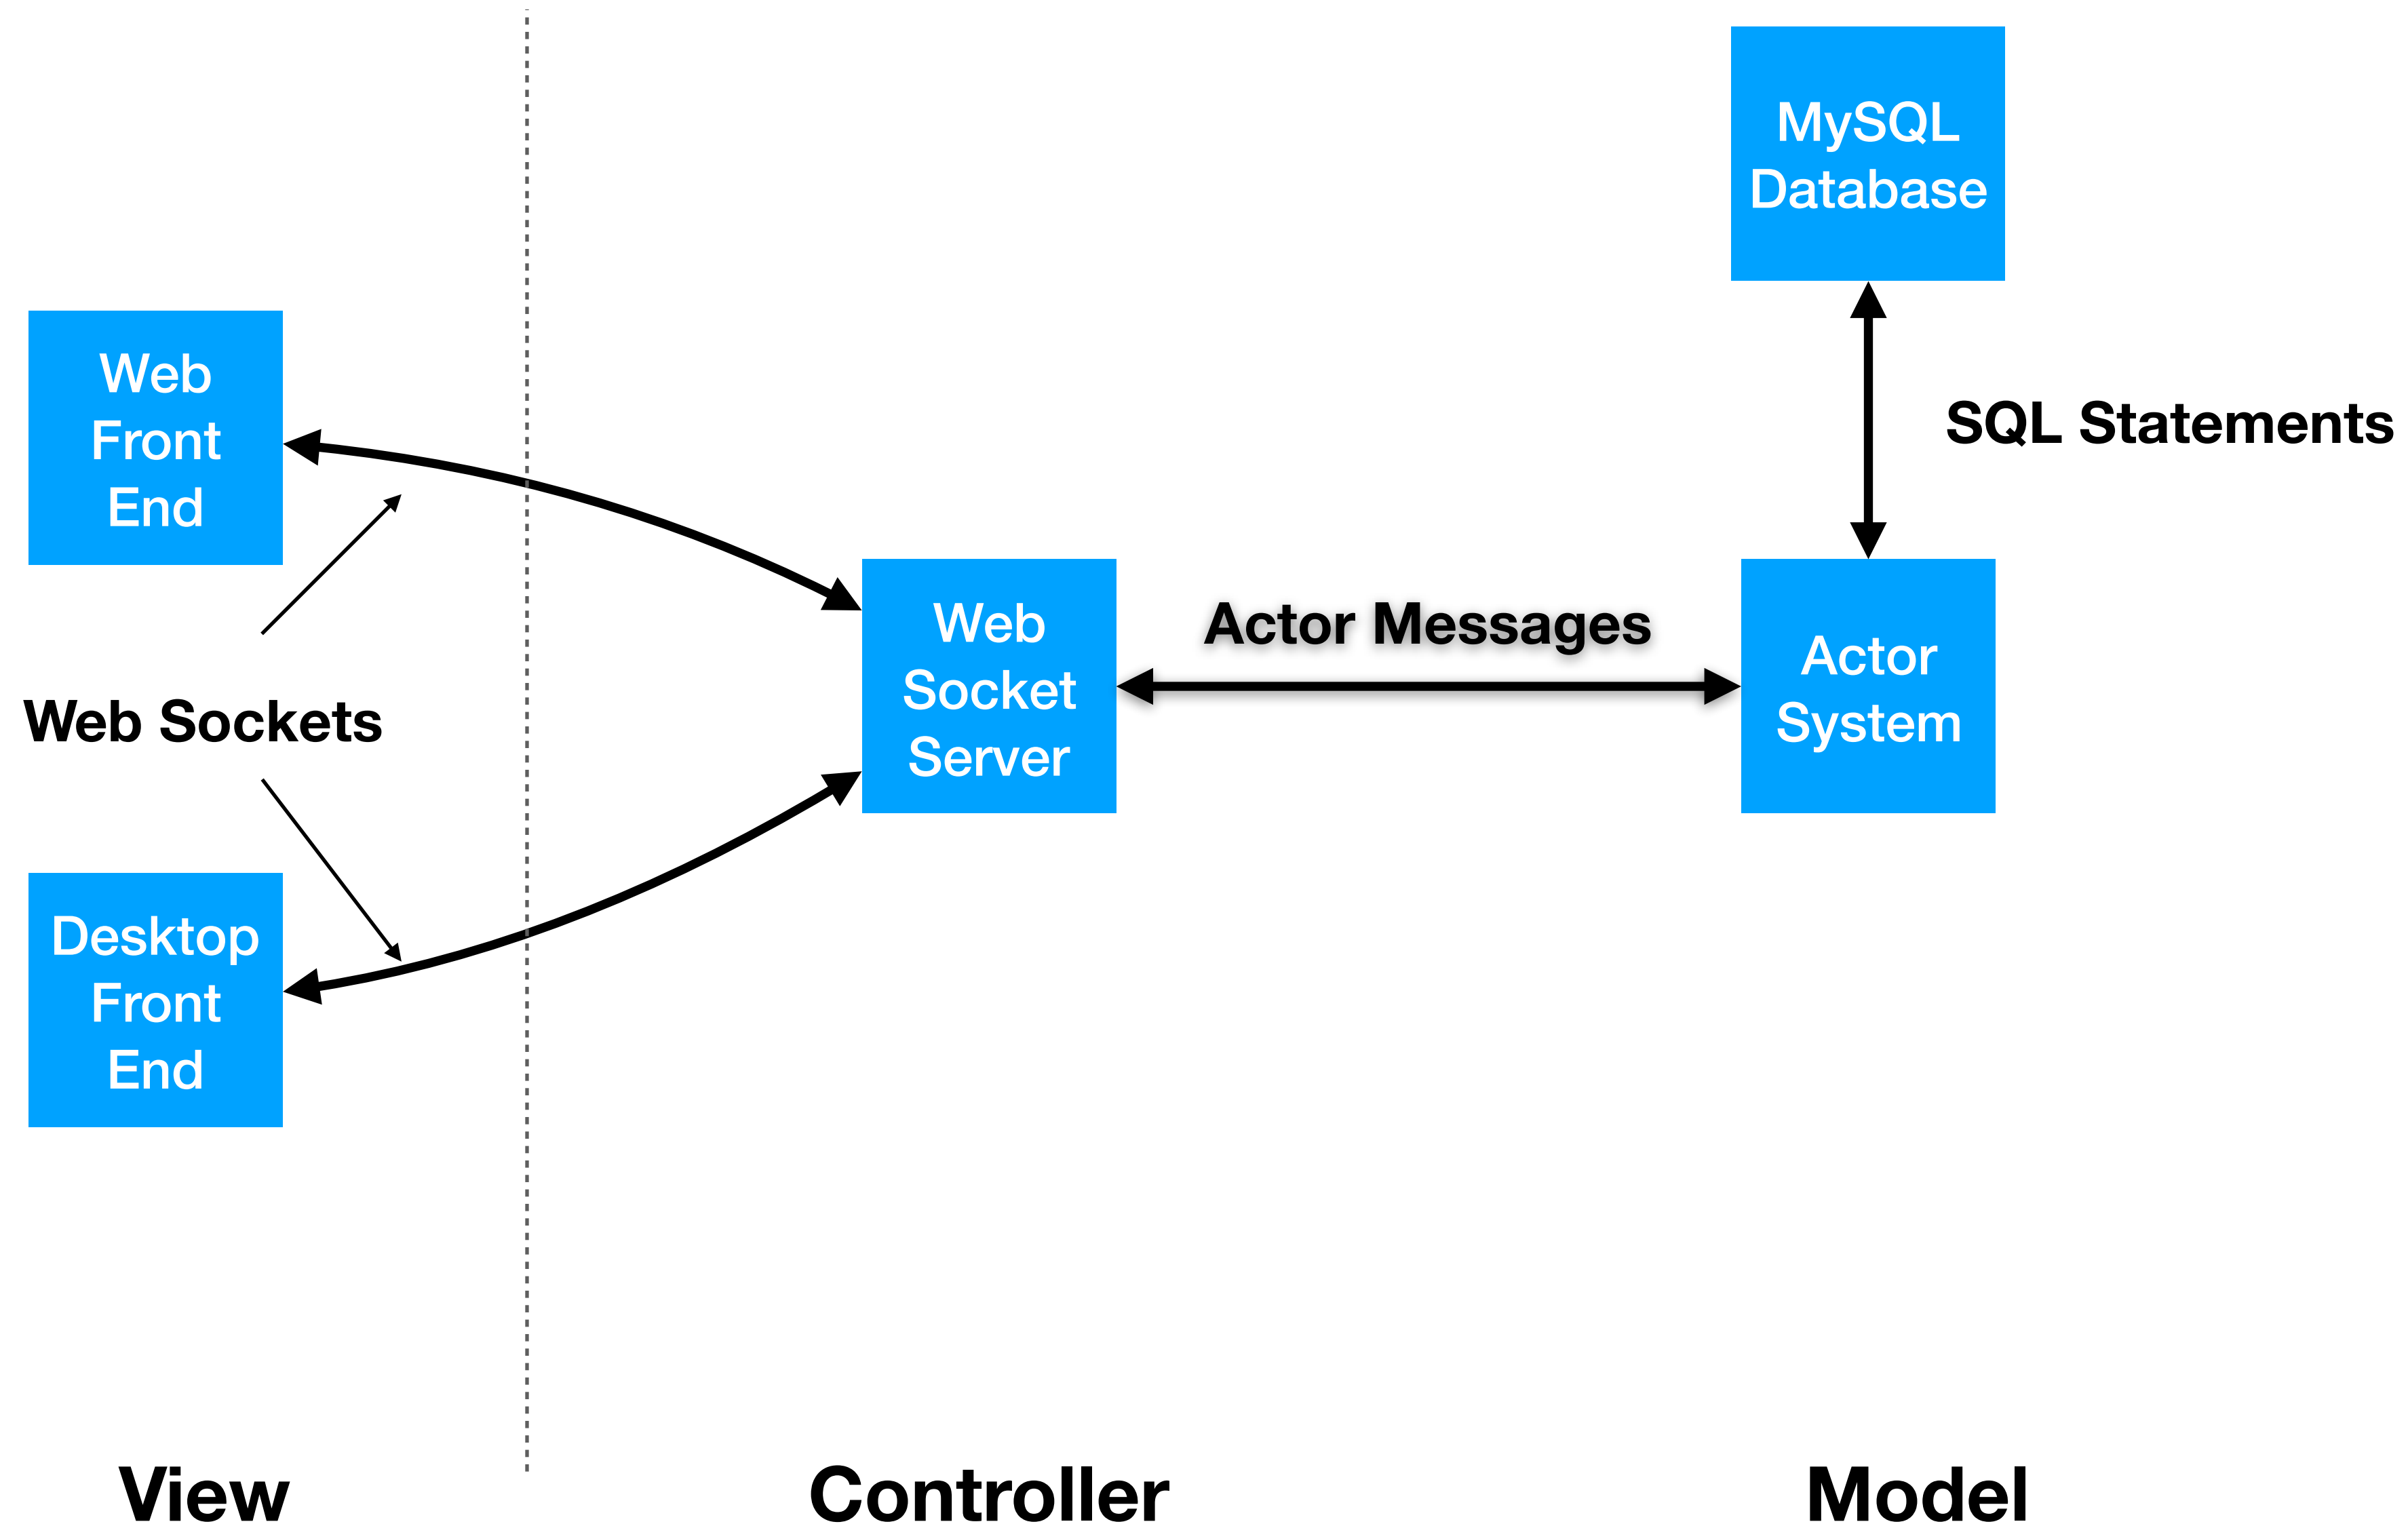 MySQL
Database
Web
Front
End
SQL Statements
Web
Socket
Server
Actor Messages
Actor
System
Web Sockets
Desktop
Front
End
View
Controller
Model